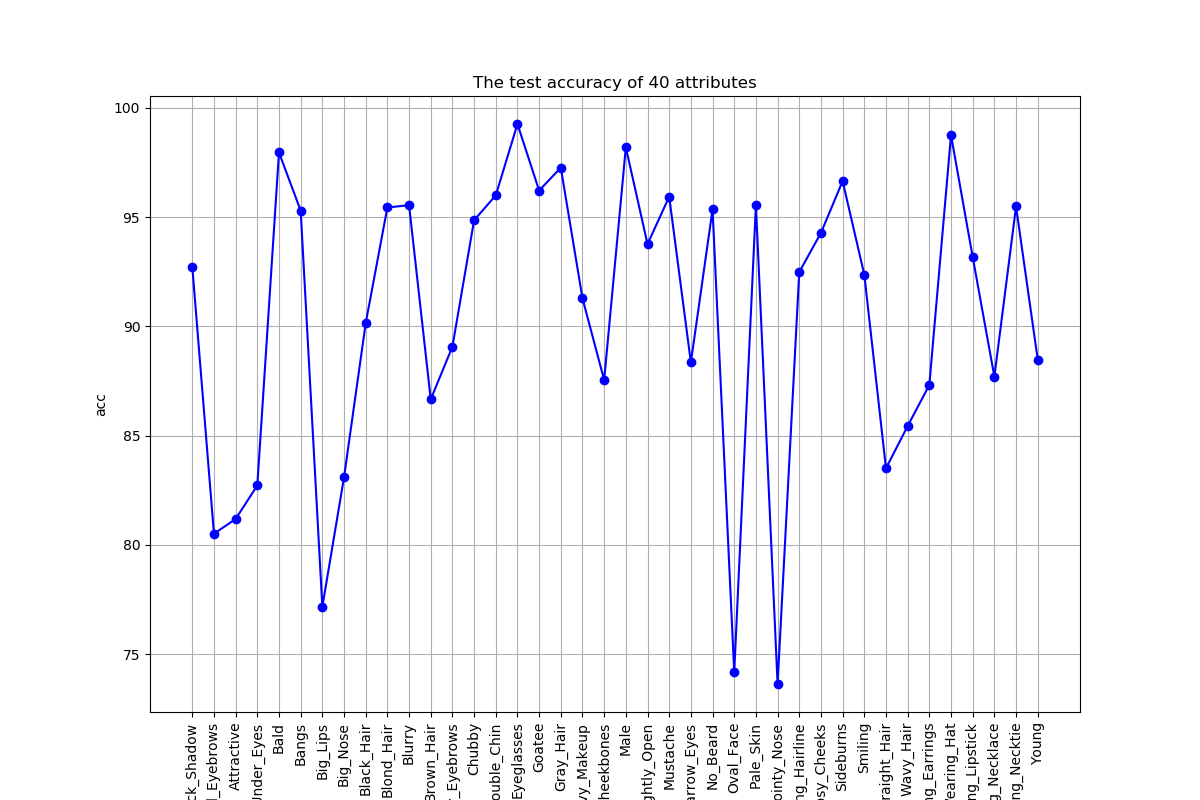 The test accuracy of 40 attributes
100
95
90
85
80
75
acc
ck_Shadow
_Eyebrows
Attractive
Under_Eyes
Bald
Bangs
Big_Lips
Big_Nose
Black_Hair
Blond_Hair
Blurry
Brown_Hair
_Eyebrows
Chubby
ouble_Chin
Eyeglasses
Goatee
Gray_Hair
vy_Makeup
heekbones
Male
ghtly_Open
Mustache
arrow_Eyes
No_Beard
Oval_Face
Pale_Skin
ointy_Nose
ng_Hairline
osy_Cheeks
Sideburns
Smiling
raight_Hair
Wavy_Hair
ng_Earrings
Wearing_Hat
ng_Lipstick
g_Necklace
ng_Necktie
Young